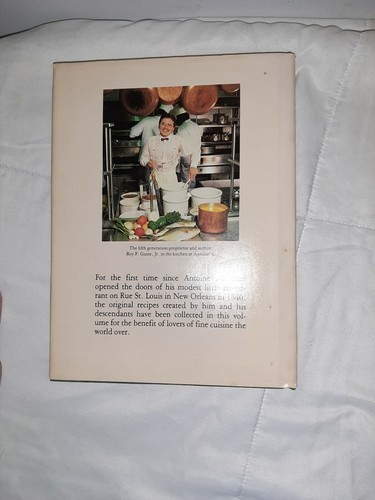 The fifth generation proprietor and author
Roy F. Guste, Jr. in the kitchen at Antoine's.
For the first time since Antoine
opened the doors of his modest
rant on Rue St. Louis in New Orleans in 1840,
the original recipes created by him and his
descendants have been collected in this vol-
ume for the benefit of lovers of fine cuisine the
world over.